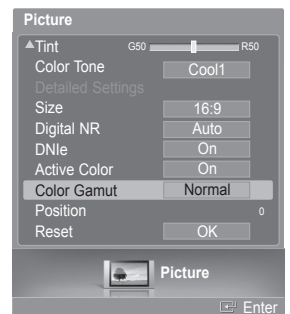 Picture
▲Tint G50 R50
Color Tone Cool1
Detailed Settings
Size 16:9
Digital NR Auto
DNIe On
Active Color On
Color Gamut Normal
Position 0
Reset OK
Picture
Enter